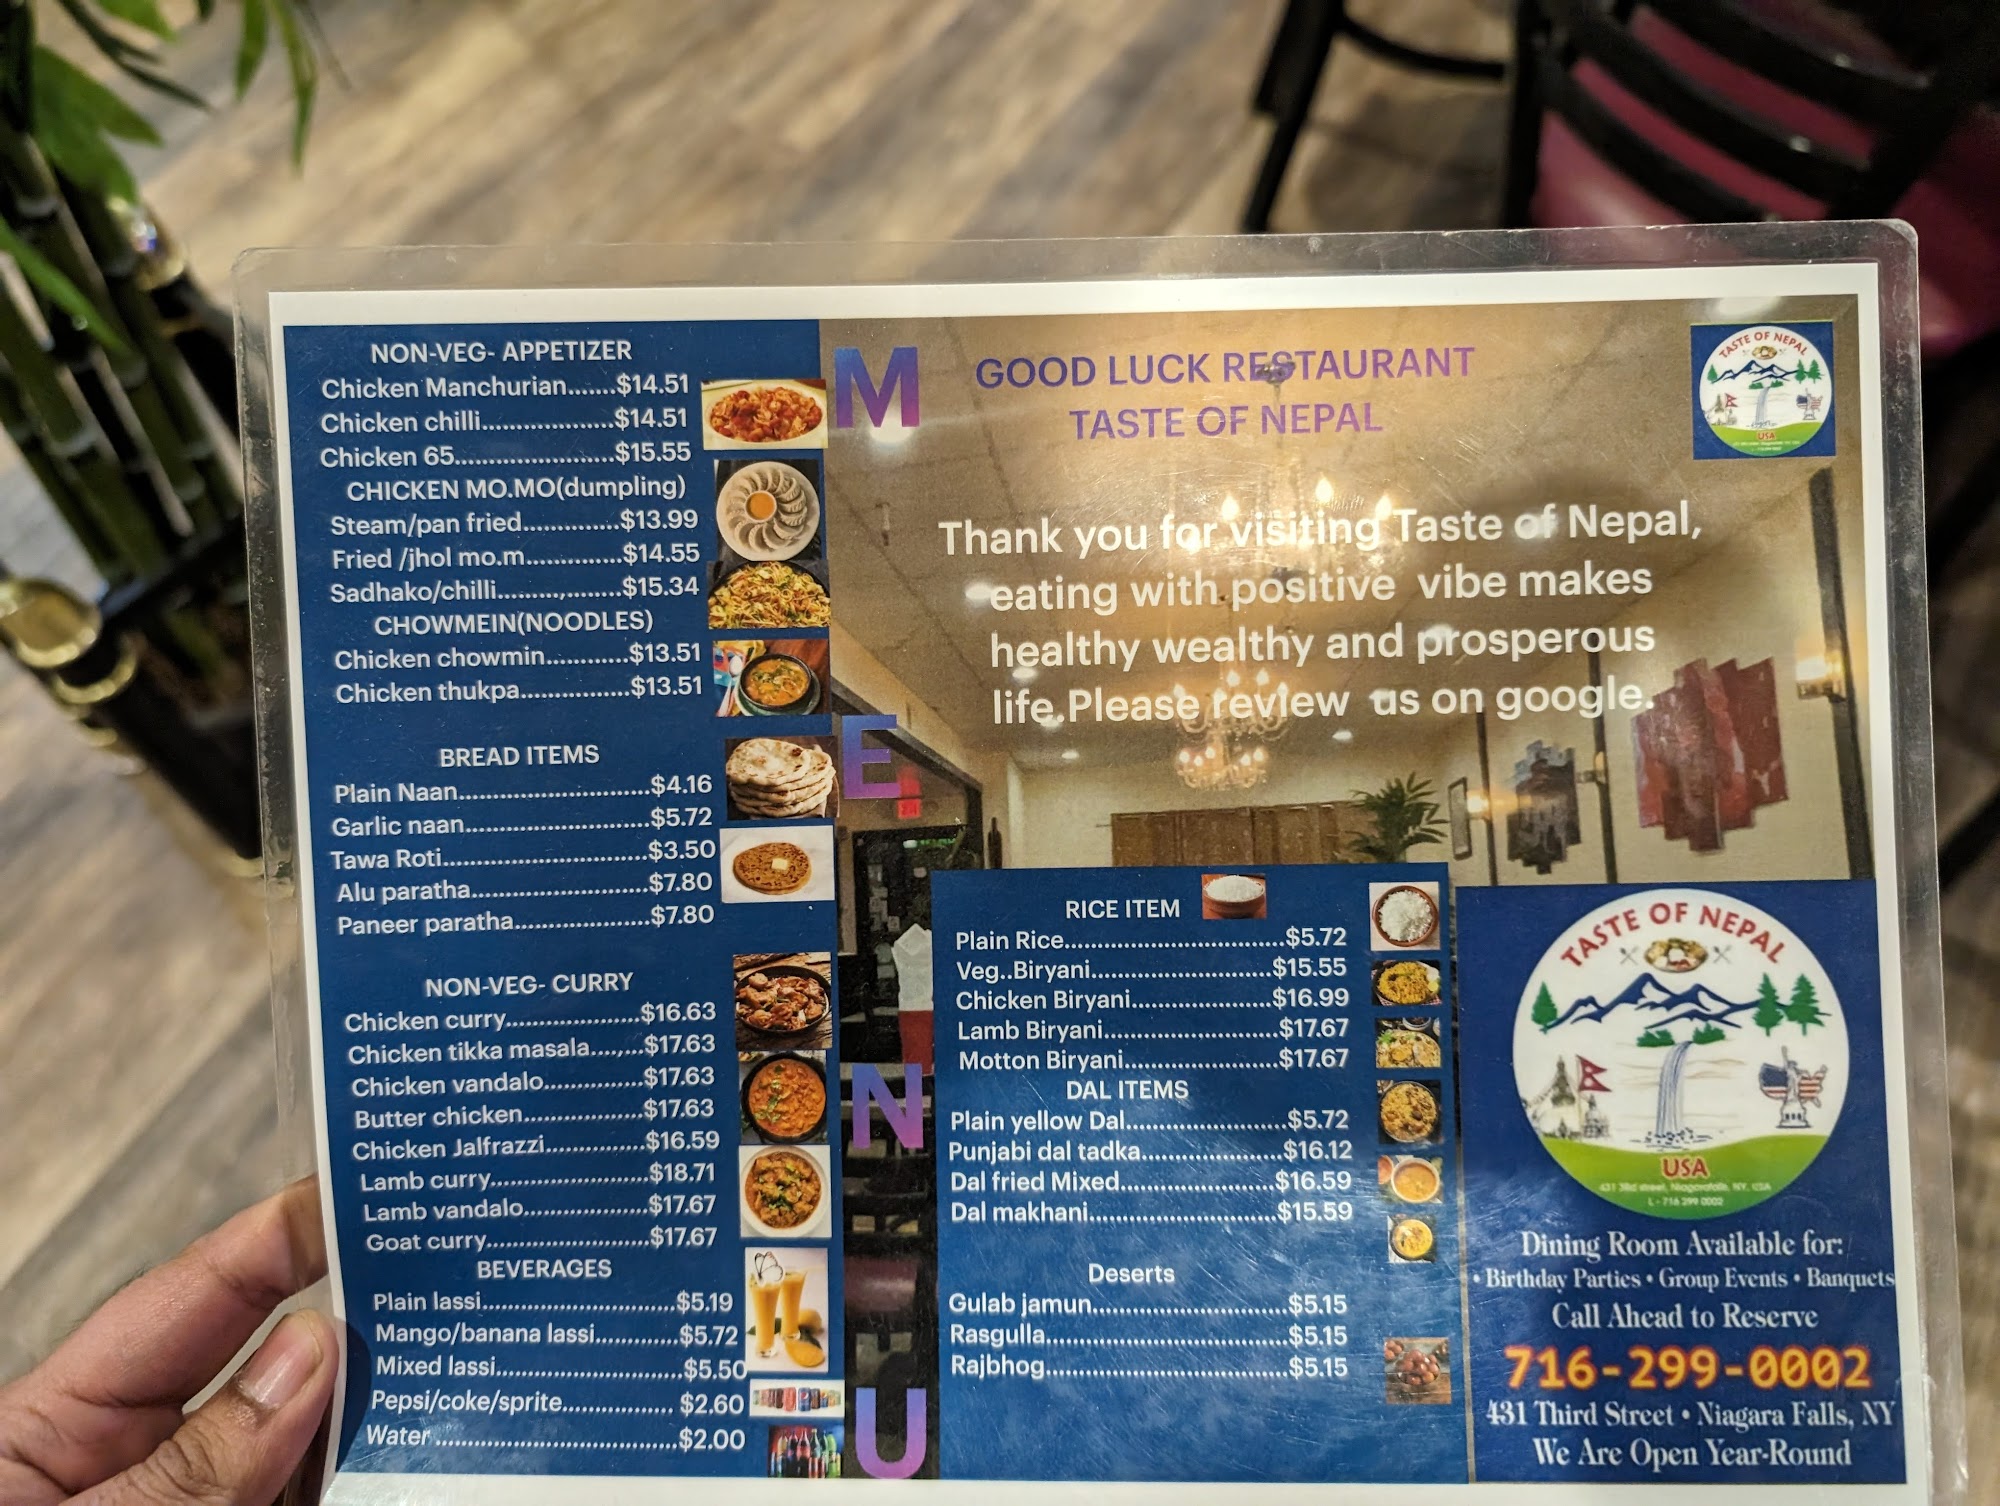 NON-VEG- APPETIZER
Chicken Manchurian.......$14.51
Chicken chilli....................$14.51
Chicken 65........................$15.55
CHICKEN MO.MO(dumpling)
Steam/pan fried..............$13.99
Fried /jhol mo.m...............$14.55
Sadhako/chilli.........,........$15.34
CHOWMEIN(NOODLES)
Chicken chowmin............$13.51
Chicken thukpa................$13.51
BREAD ITEMS
Plain Naan.............................$4.16
Garlic naan............................$5.72
Tawa Roti...............................$3.50
Alu paratha...........................$7.80
Paneer paratha.....................$7.80
NON-VEG- CURRY
Chicken curry....................$16.63
Chicken tikka masala....,...$17.63
Chicken vandalo...............$17.63
Butter chicken..................$17.63
Chicken Jalfrazzi...............$16.59
Lamb curry........................$18.71
Lamb vandalo...................$17.67
Goat curry.........................$17.67
BEVERAGES
Plain lassi.............................$5.19
Mango/banana lassi............$5.72
Mixed lassi............................$5.50
Pepsi/coke/sprite................. $2.60
Water .....................................$2.00
M
E
N
U
GOOD LUCK RESTAURANT
TASTE OF NEPAL
Thank you for visiting Taste of Nepal,
eating with positive vibe makes
healthy wealthy and prosperous
life.Please review us on google.
TASTE OF NEPAL
USA
RICE ITEM
Plain Rice..................................$5.72
Veg..Biryani............................$15.55
Chicken Biryani......................$16.99
Lamb Biryani...........................$17.67
Motton Biryani........................$17.67
DAL ITEMS
Plain yellow Dal.........................$5.72
Punjabi dal tadka......................$16.12
Dal fried Mixed........................$16.59
Dal makhani.............................$15.59
Deserts
Gulab jamun..............................$5.15
Rasgulla.....................................$5.15
Rajbhog.....................................$5.15
TASTE OF NEPAL
USA
431 3Rd street, Niagarafalls, NY, USA
L - 716 299 0002
Dining Room Available for:
• Birthday Parties • Group Events • Banquets
Call Ahead to Reserve
716-299-0002
431 Third Street • Niagara Falls, NY
We Are Open Year-Round